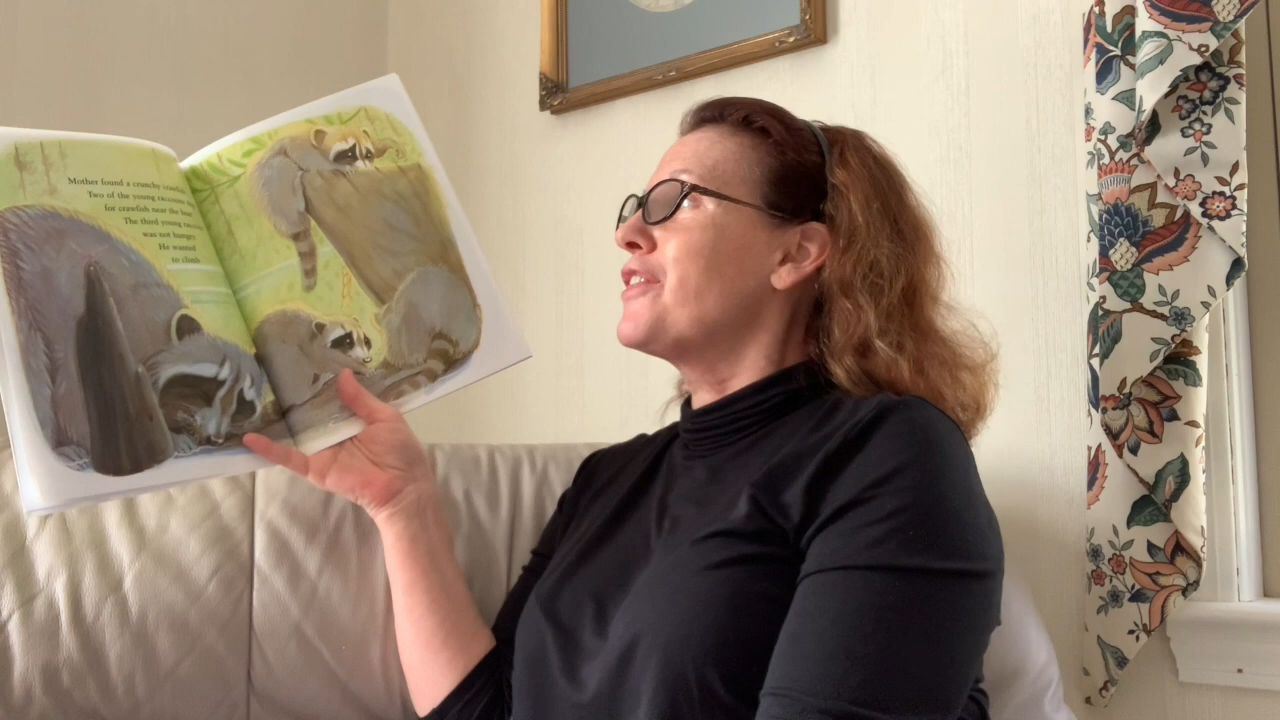 Mother found a crunchy crawfish.
Two of the young raccoons
for crawfish near the
The third young raccoon
was not hungry.
He wanted
to climb.